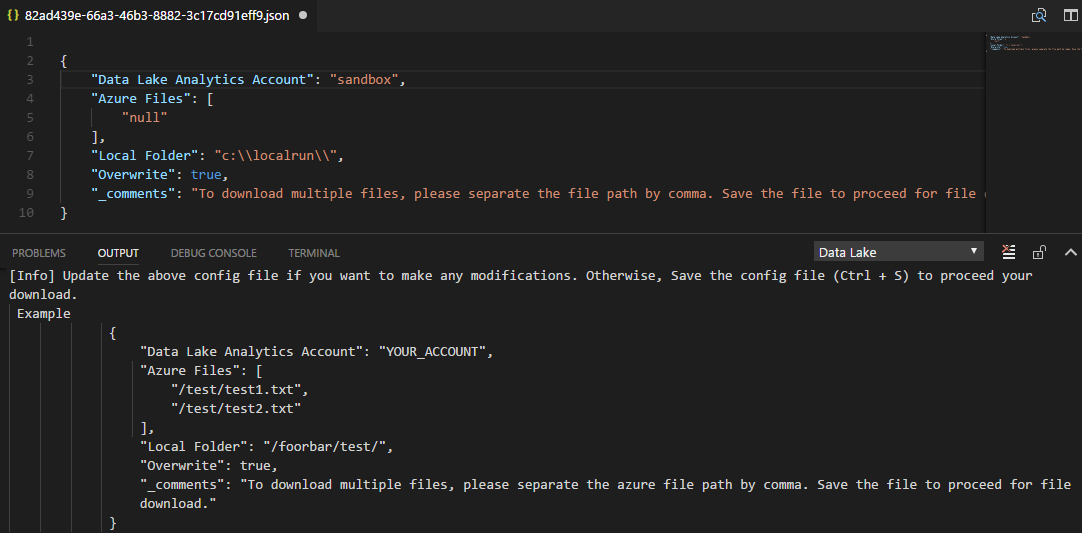 {} 82ad439e-66a3-46b3-8882-3c17cd91eff9.json
1
2 {
3 "Data Lake Analytics Account": "sandbox",
4 "Azure Files": [
5 "null"
6 ],
7 "Local Folder": "c:\\localrun\\",
8 "Overwrite": true,
9 "_comments": "To download multiple files, please separate the file path by comma. Save the file to proceed for file
10 }
PROBLEMS OUTPUT DEBUG CONSOLE TERMINAL Data Lake
[Info] Update the above config file if you want to make any modifications. Otherwise, Save the config file (Ctrl + S) to proceed your
download.
Example
{
"Data Lake Analytics Account": "YOUR_ACCOUNT",
"Azure Files": [
"/test/test1.txt",
"/test/test2.txt"
],
"Local Folder": "/foorbar/test/",
"Overwrite": true,
"_comments": "To download multiple files, please separate the azure file path by comma. Save the file to proceed for file
download."
}